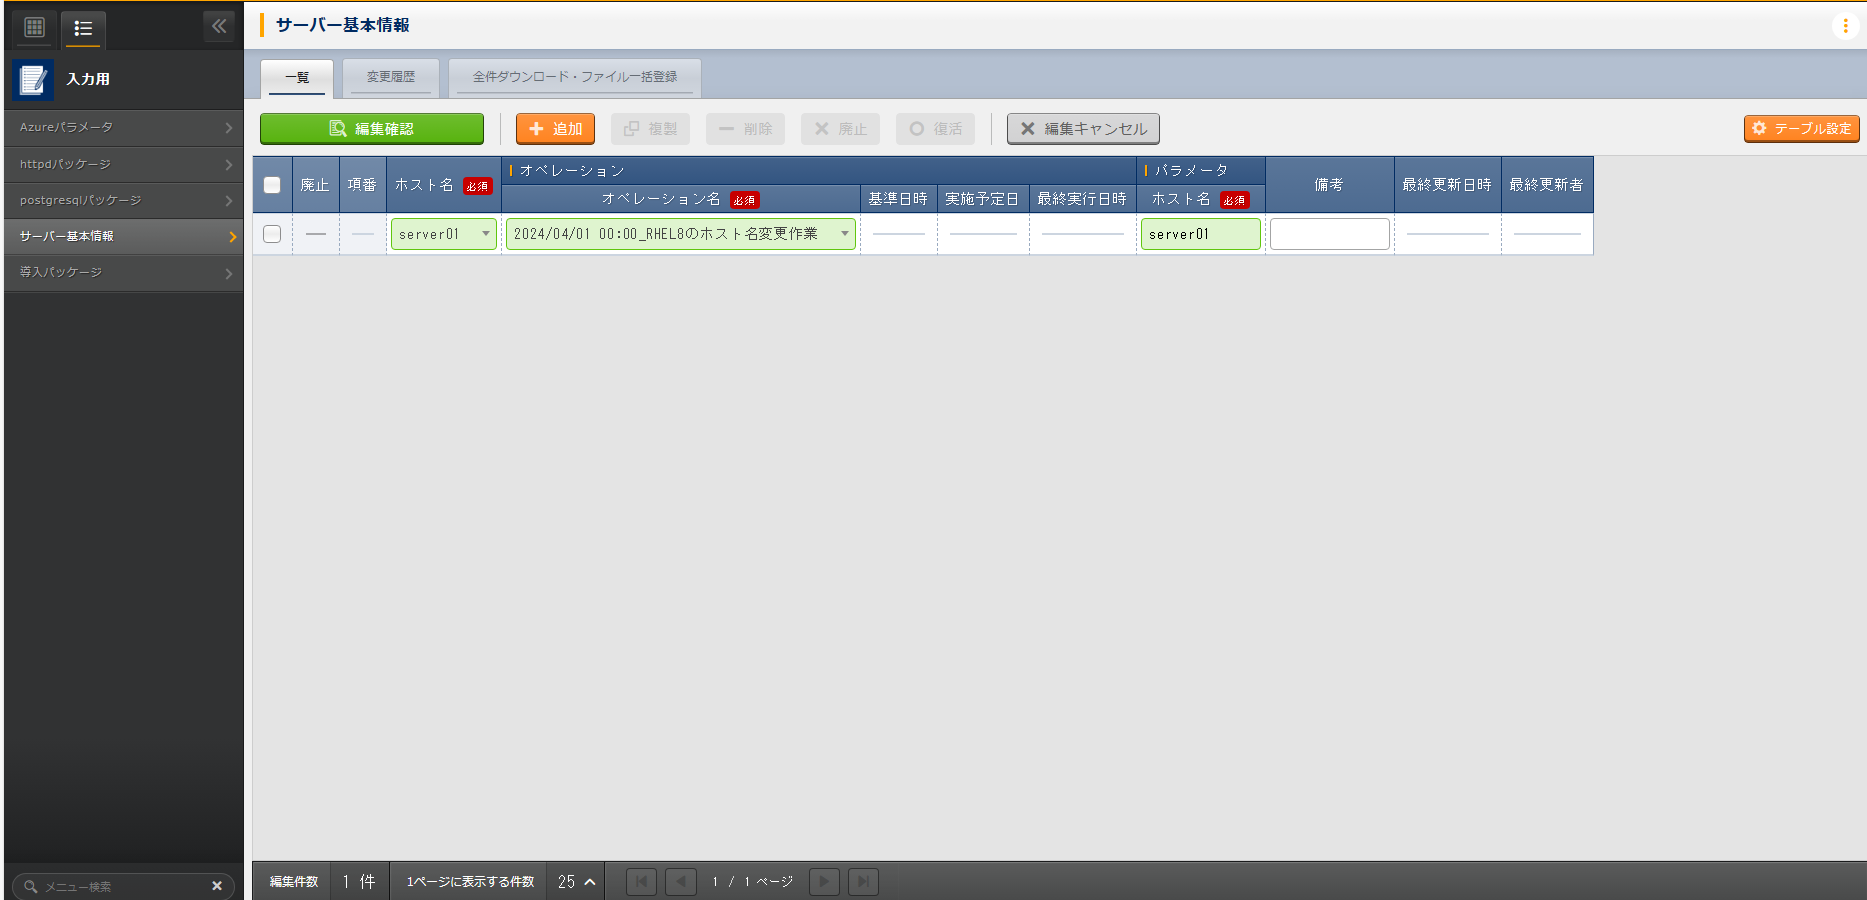 サーバー基本情報
入力用
Azureパラメータ
httpdパッケージ
postgresqlパッケージ
サーバー基本情報
導入パッケージ
メニュー検索
一覧 変更履歴 全件ダウンロード・ファイル一括登録
編集確認 追加 複製 削除 廃止 復活 編集キャンセル テーブル設定
廃止 項番 ホスト名 必須 オペレーション パラメータ 備考 最終更新日時 最終更新者
オペレーション名 必須 基準日時 実施予定日 最終実行日時 ホスト名 必須
server01 2024/04/01 00:00_RHEL8のホスト名変更作業 server01
編集件数 1 件 1ページに表示する件数 25 1 / 1 ページ